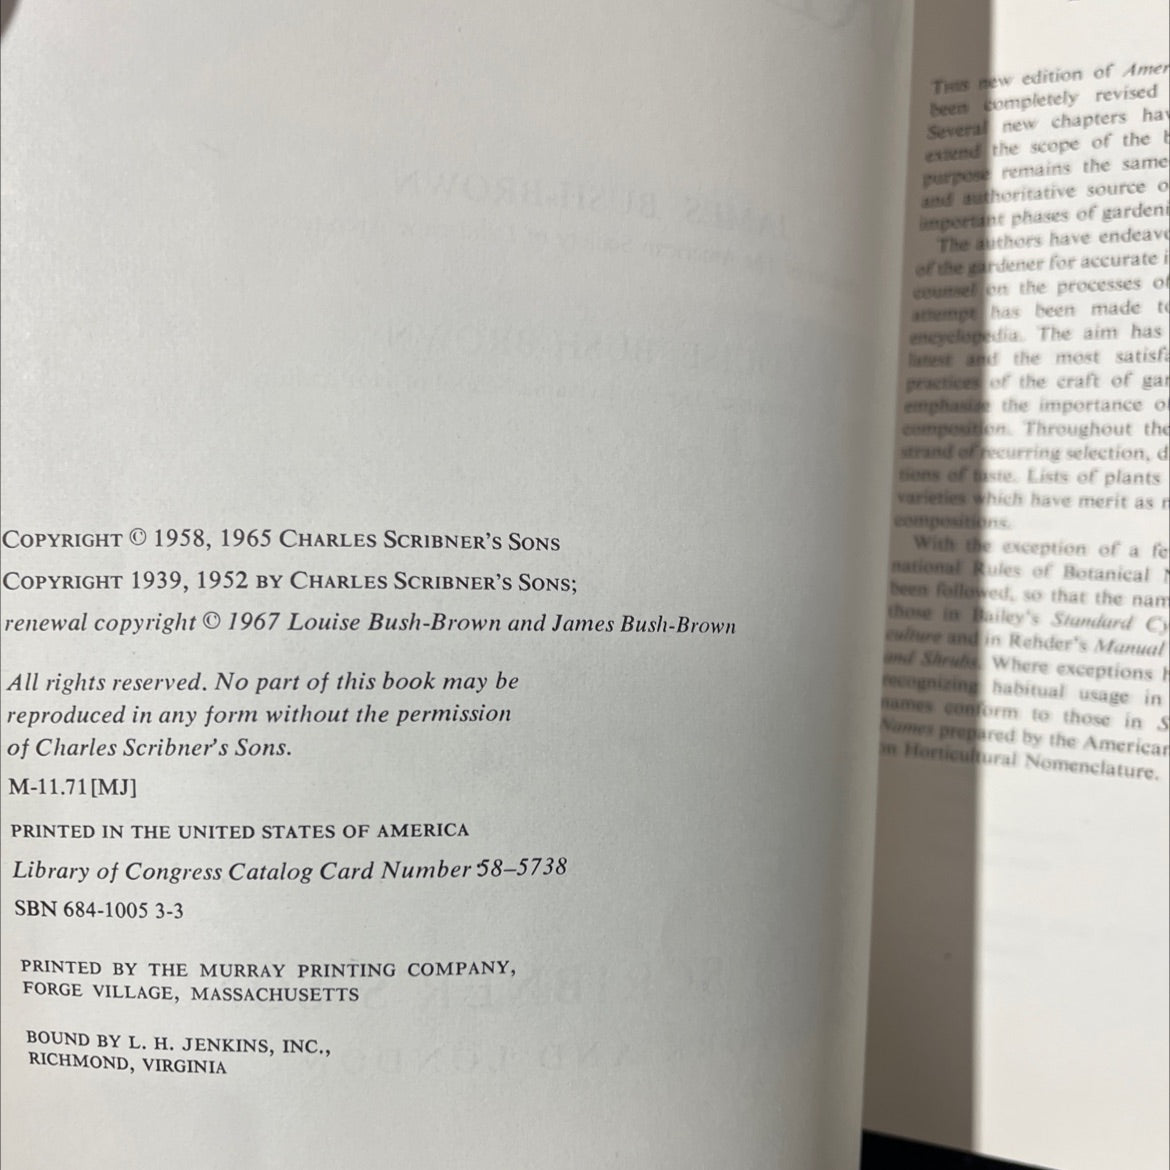 COPYRIGHT © 1958, 1965 CHARLES SCRIBNER'S SONS
COPYRIGHT 1939, 1952 BY CHARLES SCRIBNER'S SONS;
renewal copyright © 1967 Louise Bush-Brown and James Bush-Brown
All rights reserved. No part of this book may be
reproduced in any form without the permission
of Charles Scribner's Sons.
M-11.71[MJ]
PRINTED IN THE UNITED STATES OF AMERICA
Library of Congress Catalog Card Number 58–5738
SBN 684-1005 3-3
PRINTED BY THE MURRAY PRINTING COMPANY,
FORGE VILLAGE, MASSACHUSETTS
BOUND BY L. H. JENKINS, INC.,
RICHMOND, VIRGINIA
THIS new edition of Amer
been completely revised
Several new chapters hav
extend the scope of the
purpose remains the same
and authoritative source o
important phases of gardeni
The authors have endeavo
of the gardener for accurate i
counsel on the processes of
attempt has been made to
encyclopedia. The aim has
latest and the most satisfa
practices of the craft of gar
emphasize the importance of
composition. Throughout the
strand of recurring selection, d
tions of taste. Lists of plants
varieties which have merit as
compositions.
With the exception of a fe
national Rules of Botanical
been followed, so that the nam
those in Bailey's Standard Cy
culture and in Rehder's Manual
and Shrubs. Where exceptions
recognizing habitual usage in
names conform to those in S
Names prepared by the American
on Horticultural Nomenclature.